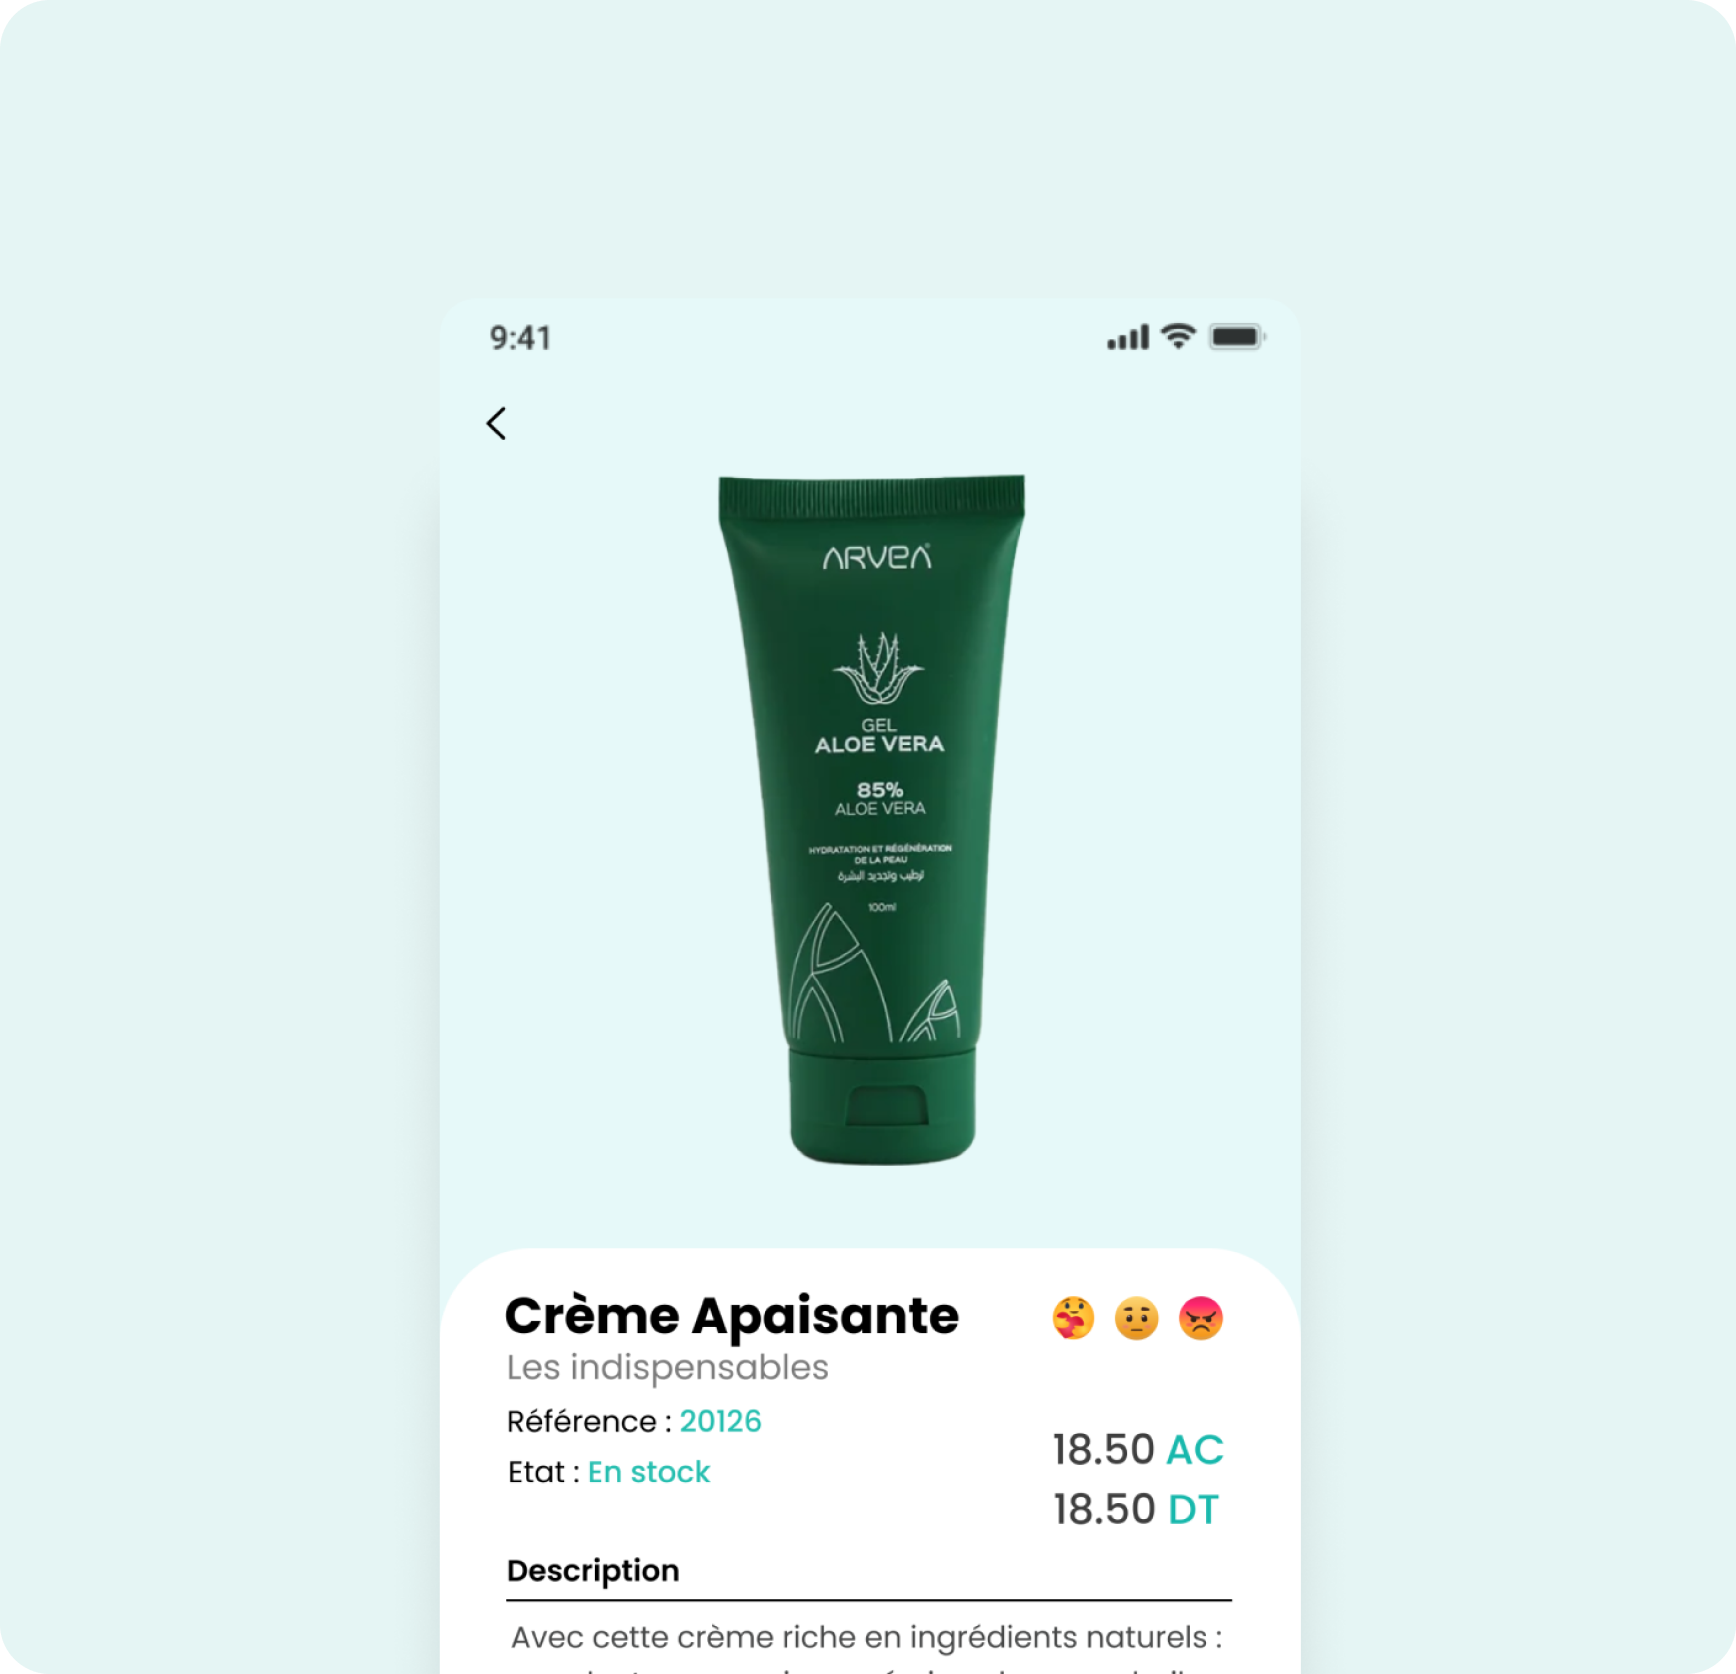 9:41
ARVEA
GEL
ALOE VERA
85%
ALOE VERA
HYDRATATION ET RÉGÉNÉRATION
DE LA PEAU
لرطيب وتجديد البشرة
100ml
Crème Apaisante
Les indispensables
Référence : 20126
Etat : En stock
18.50 AC
18.50 DT
Description
Avec cette crème riche en ingrédients naturels :